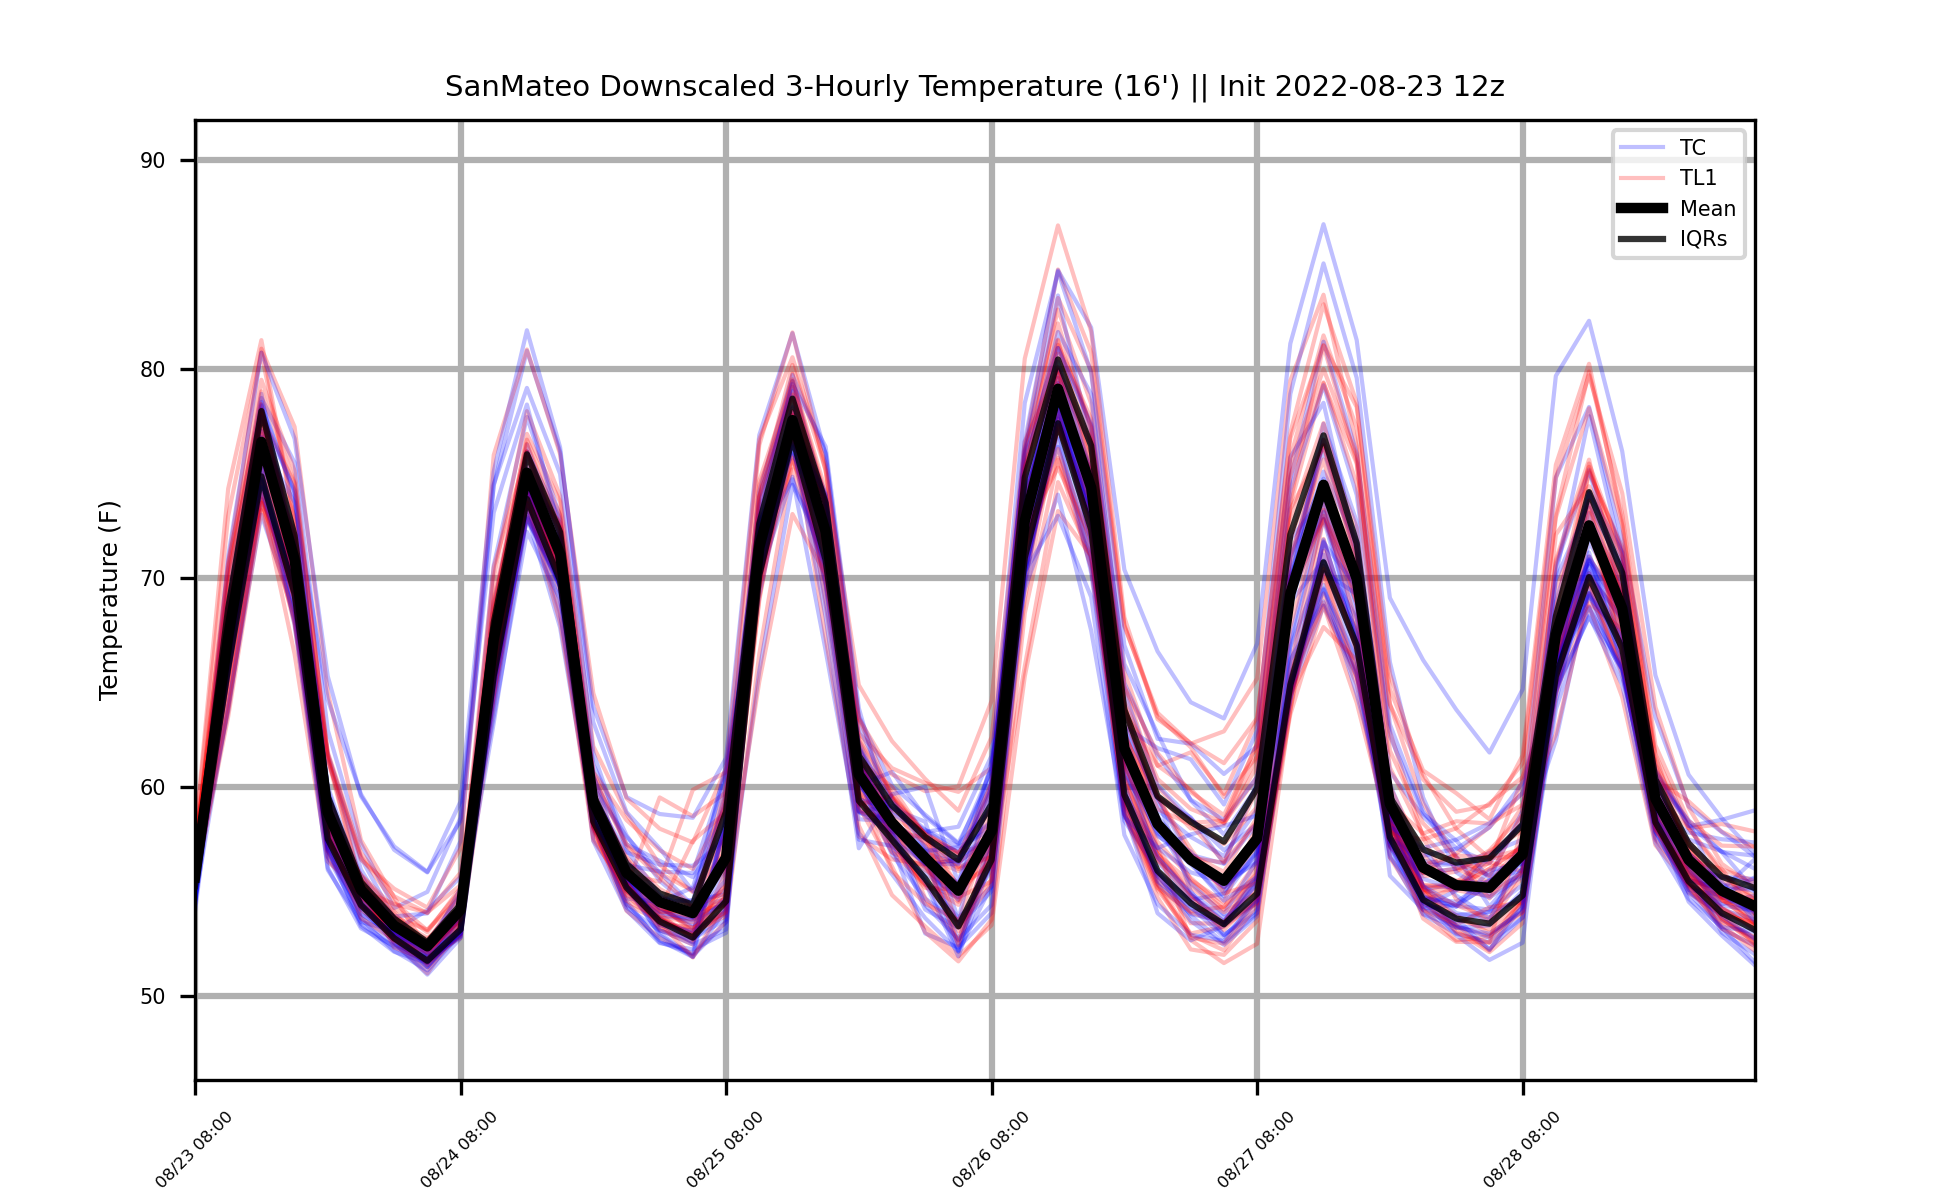 SanMateo Downscaled 3-Hourly Temperature (16') || Init 2022-08-23 12z
TC
TL1
Mean
IQRs
Temperature (F)
90
80
70
60
50
08/23 08:00
08/24 08:00
08/25 08:00
08/26 08:00
08/27 08:00
08/28 08:00